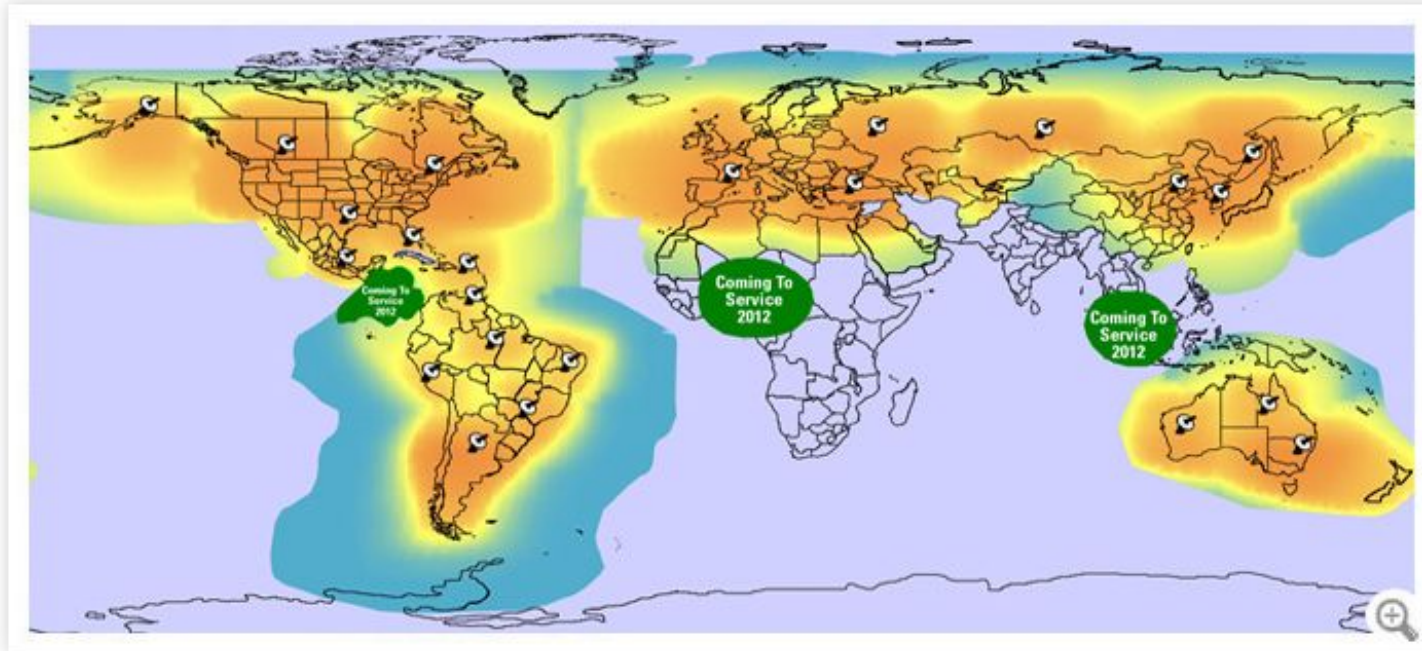 Coming To
Service
2012
Coming To
Service
2012
Coming To
Service
2012